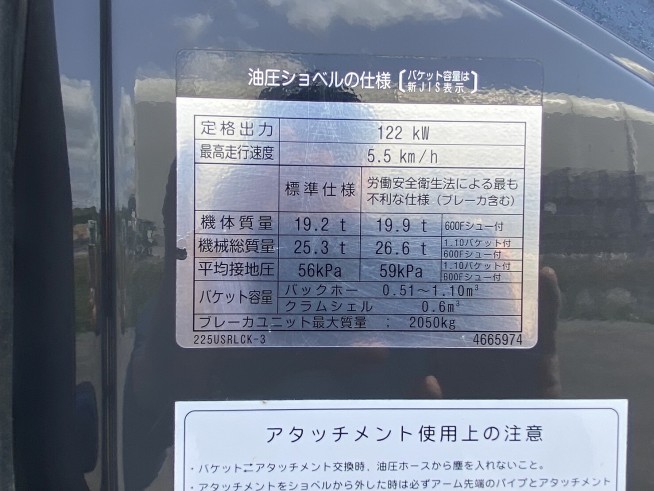 油圧ショベルの仕様〔バケット容量は新JIS表示〕
定格出力 122 kW
最高走行速度 5.5 km/h
標準仕様 労働安全衛生法による最も不利な仕様（ブレーカ含む）
機体質量 19.2 t 19.9 t 600Fシュー付
機械総質量 25.3 t 26.6 t 1.10バケット付 600Fシュー付
平均接地圧 56kPa 59kPa 1.10バケット付 600Fシュー付
バケット容量 バックホー 0.51～1.10m³
クラムシェル 0.6m³
ブレーカユニット最大質量 : 2050kg
225USRLCK-3 4665974
アタッチメント使用上の注意
・バケットニアタッチメント交換時、油圧ホースから塵を入れないこと。
・アタッチメントをショベルから外した時は必ずアーム先端のパイプとアタッチメント